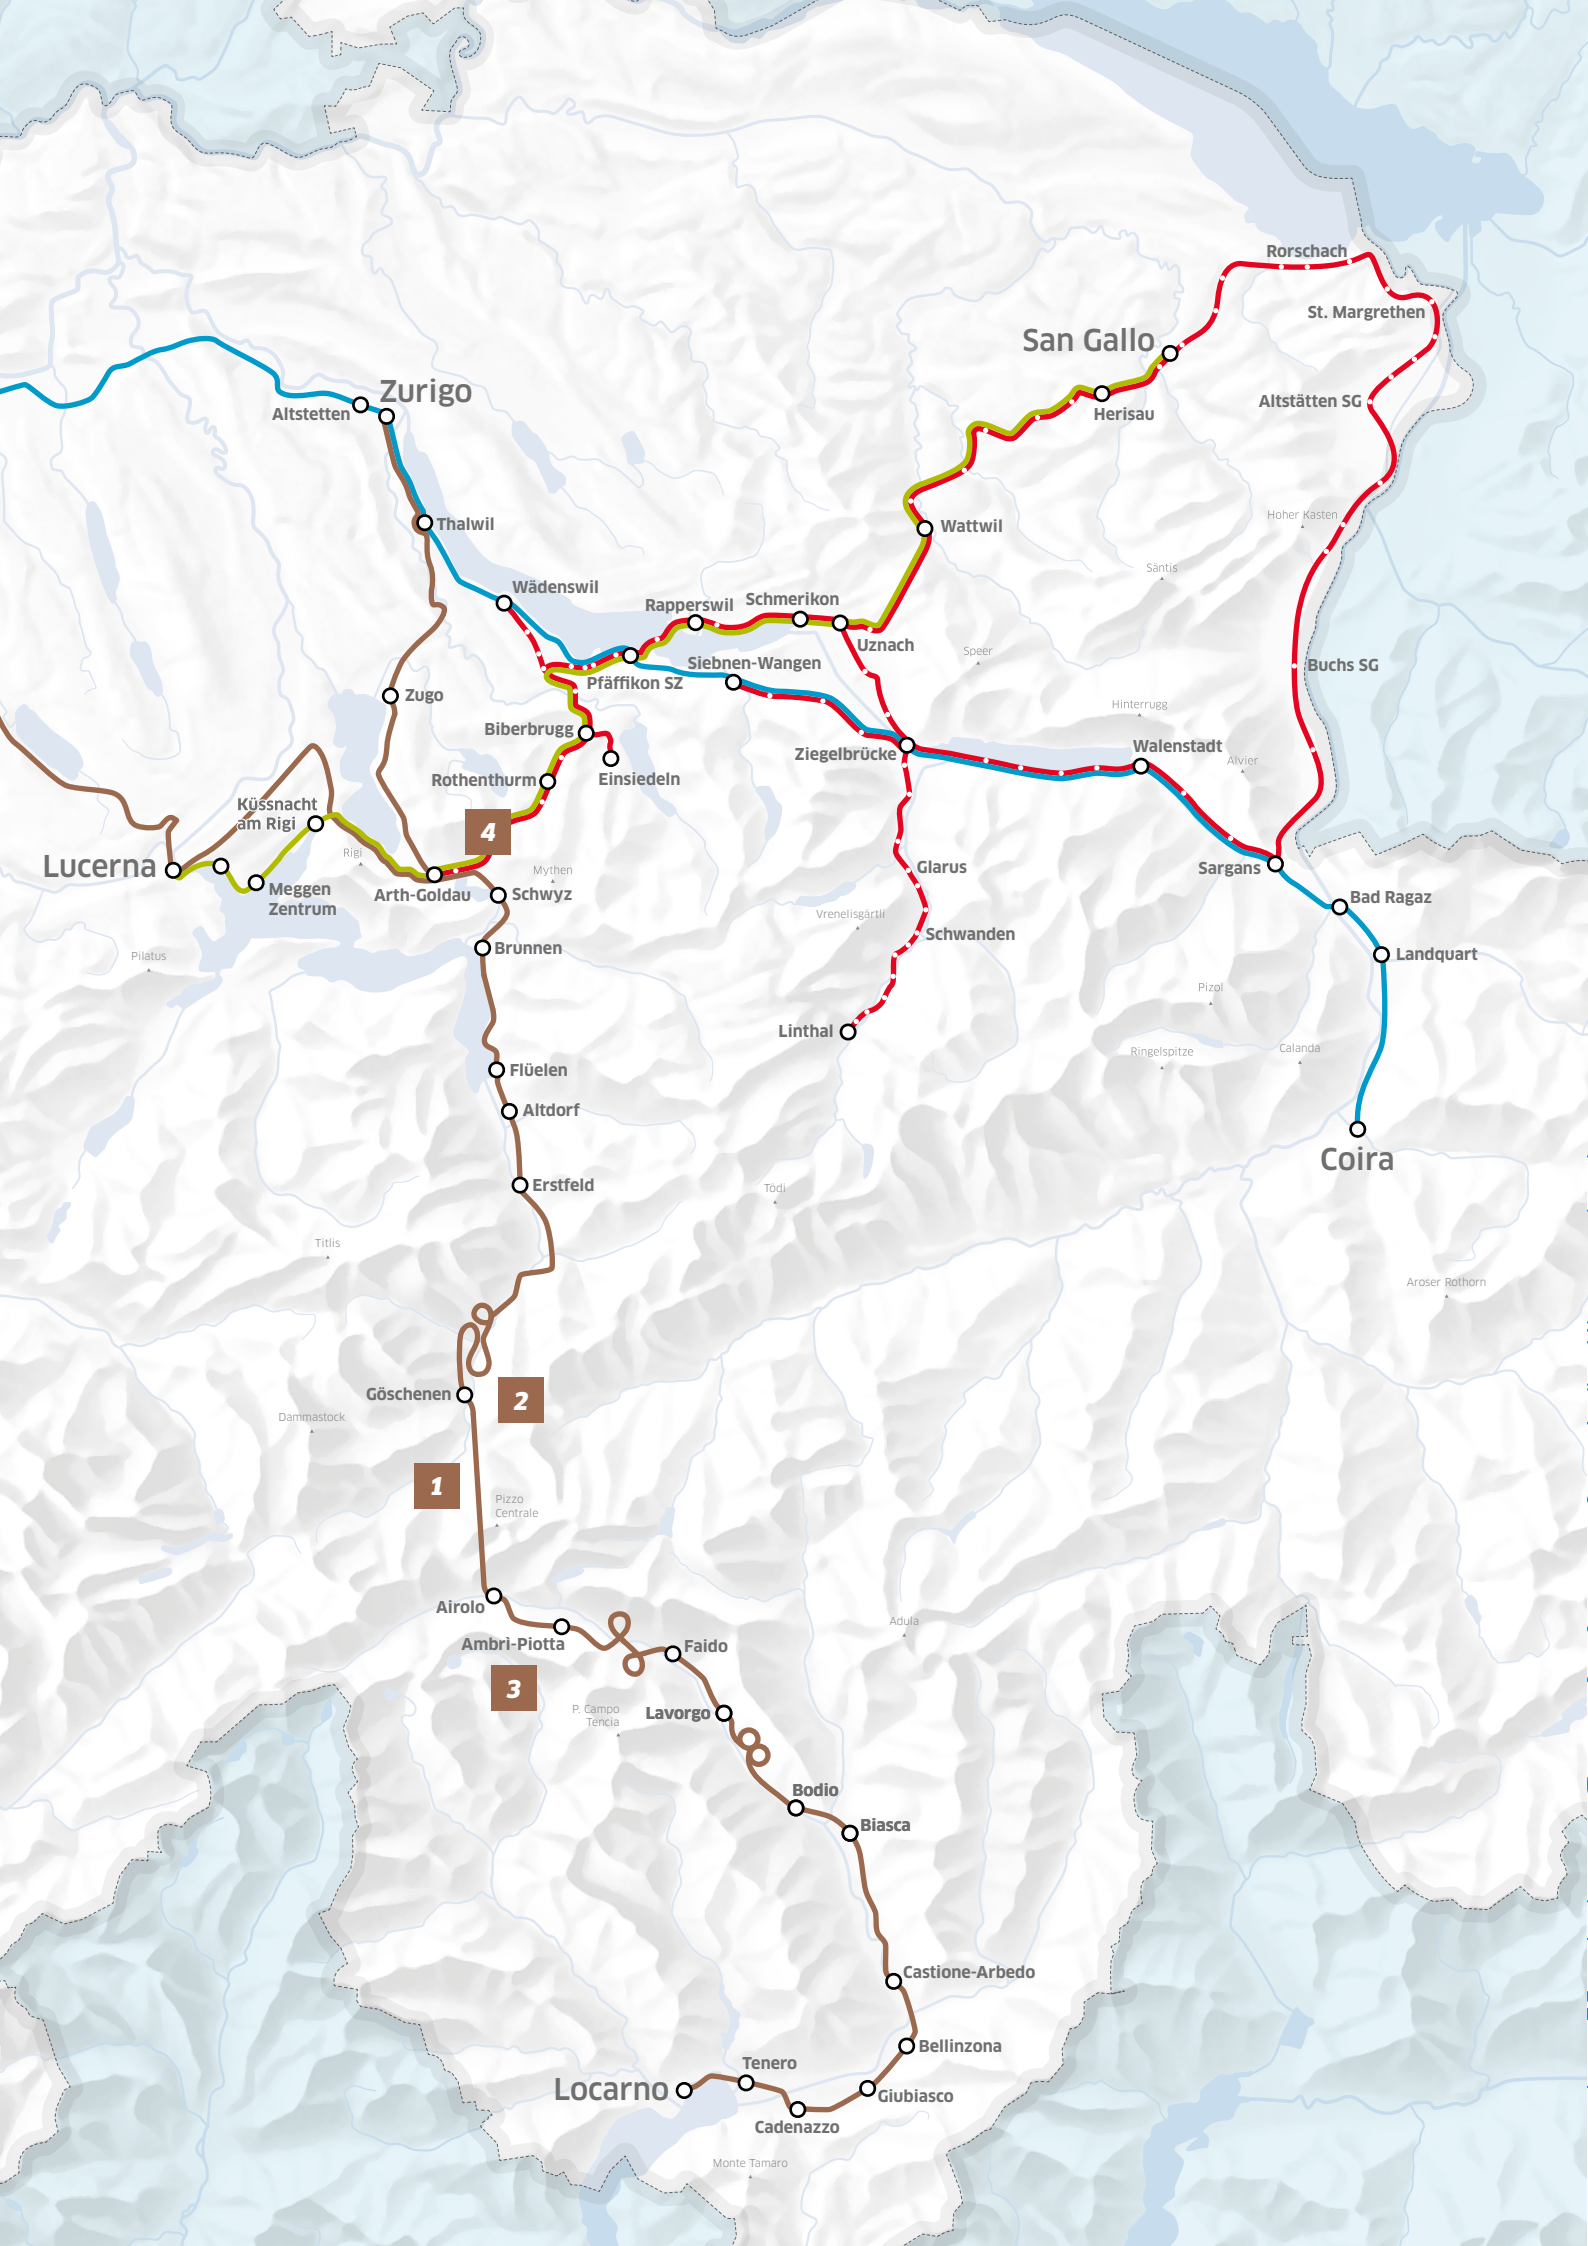 Rorschach
St. Margrethen
San Gallo
Zurigo
Altstetten
Herisau
Altstätten SG
Thalwil
Wattwil
Hoher Kasten
Säntis
Wädenswil
Rapperswil
Schmerikon
Uznach
Speer
Siebnen-Wangen
Buchs SG
Pfäffikon SZ
Zugo
Hinterrugg
Biberbrugg
Ziegelbrücke
Walenstadt
Alvier
Einsiedeln
Rothenthurm
Küssnacht
am Rigi
4
Rigi
Lucerna
Mythen
Glarus
Sargans
Meggen
Zentrum
Arth-Goldau
Schwyz
Bad Ragaz
Vrenelisgärtli
Schwanden
Brunnen
Landquart
Pilatus
Pizol
Linthal
Ringelspitze
Calanda
Flüelen
Altdorf
Coira
Erstfeld
Tödi
Titlis
Aroser Rothorn
Göschenen
2
Dammastock
1
Pizzo
Centrale
Airolo
Adula
Ambrì-Piotta
Faido
3
P. Campo
Tencia
Lavorgo
Bodio
Biasca
Castione-Arbedo
Bellinzona
Tenero
Locarno
Giubiasco
Cadenazzo
Monte Tamaro